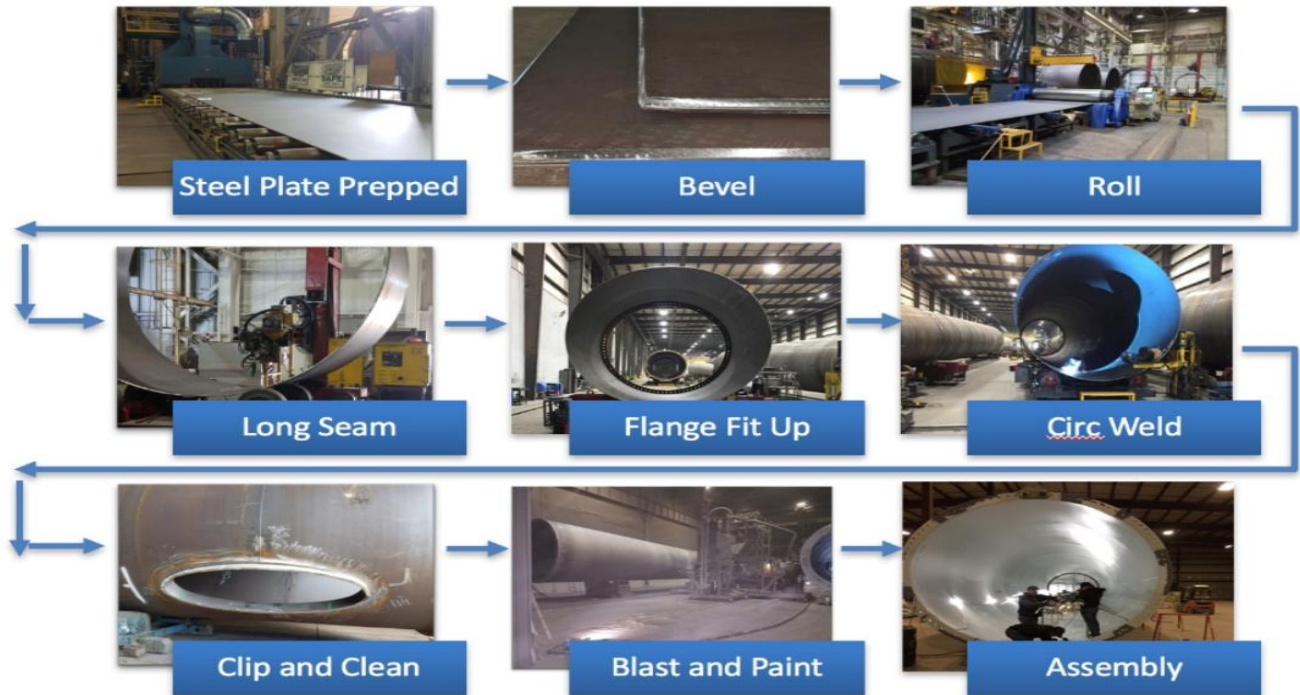 Steel Plate Prepped
Bevel
Roll
Long Seam
Flange Fit Up
Circ Weld
Clip and Clean
Blast and Paint
Assembly